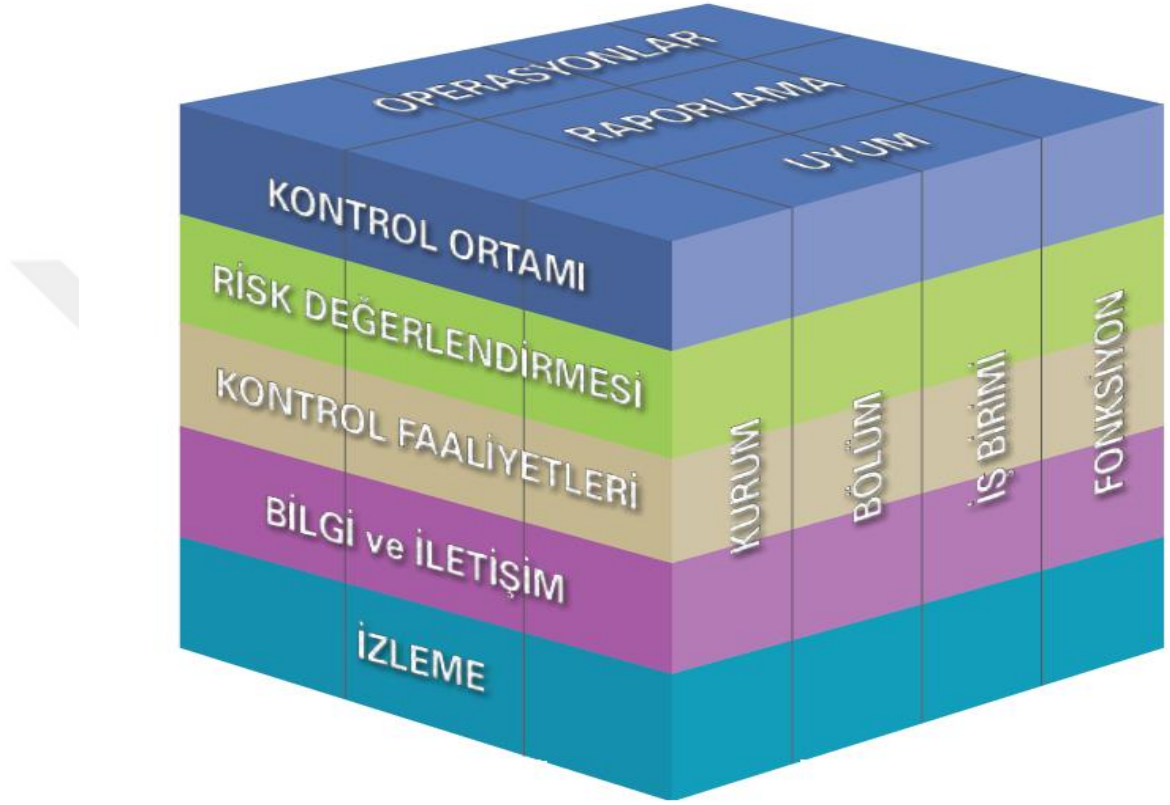 OPERASYONLAR
RAPORLAMA
UYUM
KONTROL ORTAMI
RİSK DEĞERLENDİRMESİ
KONTROL FAALİYETLERİ
BİLGİ ve İLETİŞİM
İZLEME
KURUM
BÖLÜM
İŞ BİRİMİ
FONKSİYON